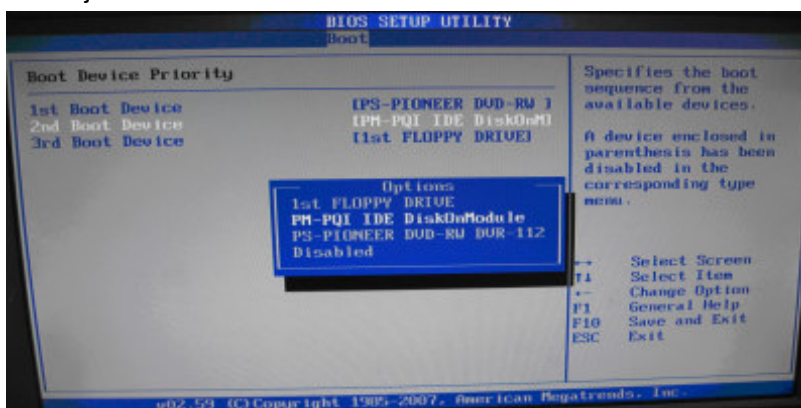 BIOS SETUP UTILITY
Boot
Boot Device Priority
1st Boot Device [PS-PIONEER DVD-RW ]
2nd Boot Device [PM-PQI IDE DiskOnM]
3rd Boot Device [1st FLOPPY DRIVE]
Options
1st FLOPPY DRIVE
PM-PQI IDE DiskOnModule
PS-PIONEER DVD-RW DVR-112
Disabled
Specifies the boot
sequence from the
available devices.
A device enclosed in
parenthesis has been
disabled in the
corresponding type
menu.
←→ Select Screen
↑↓ Select Item
+- Change Option
F1 General Help
F10 Save and Exit
ESC Exit
v02.59 (C)Copyright 1985-2007, American Megatrends, Inc.